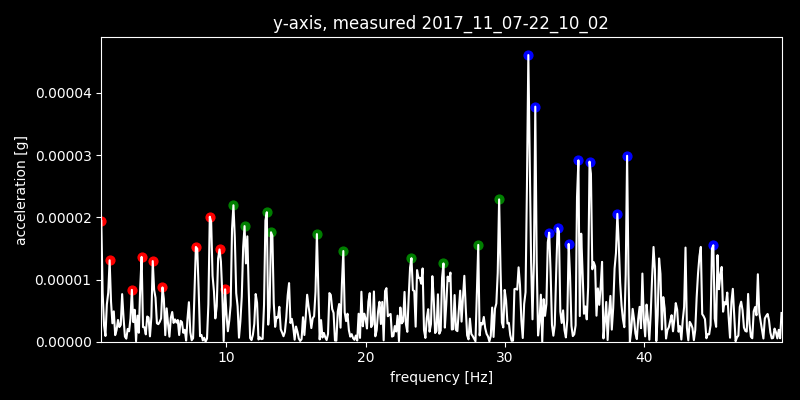 y-axis, measured 2017_11_07-22_10_02
acceleration [g]
0.00004
0.00003
0.00002
0.00001
0.00000
10 20 30 40
frequency [Hz]